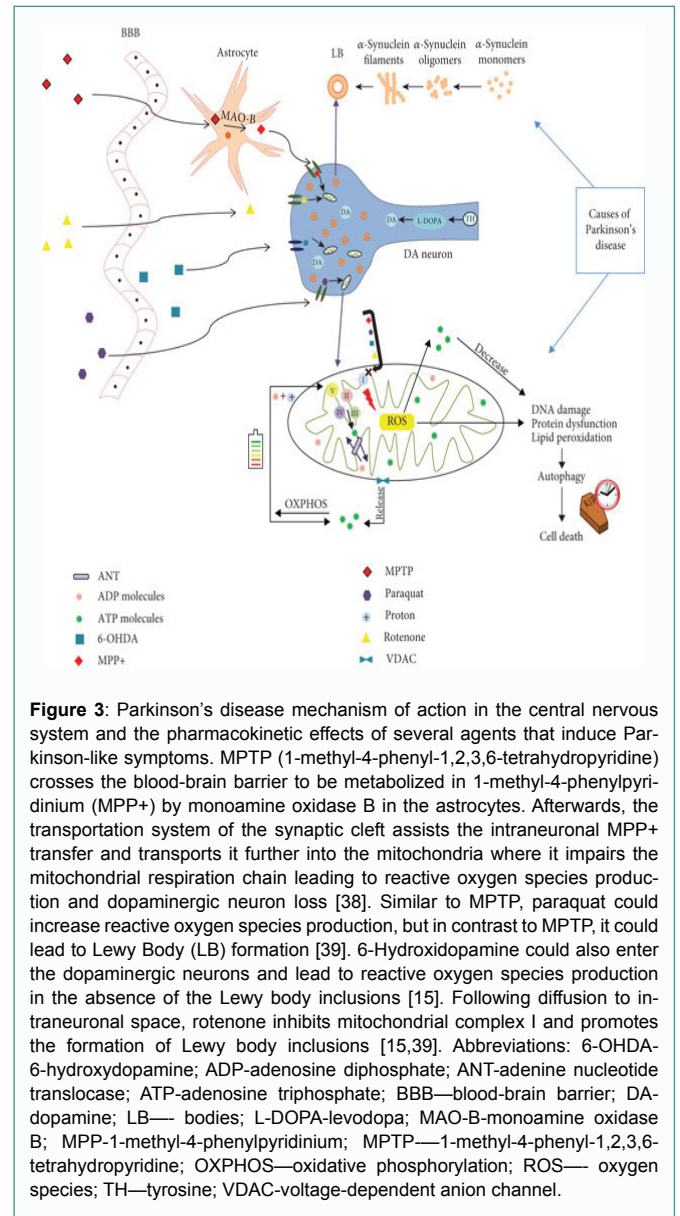 BBB
Astrocyte
MAO-B
LB
α-Synuclein
filaments
α-Synuclein
oligomers
α-Synuclein
monomers
DA
DA
DA
L-DOPA
TH
DA neuron
Causes of
Parkinson's
disease
Decrease
V
II
I
IV
III
ROS
DNA damage
Protein dysfunction
Lipid peroxidation
Autophagy
Cell death
RIP
OXPHOS
Release
ANT
ADP molecules
ATP molecules
6-OHDA
MPP+
MPTP
Paraquat
Proton
Rotenone
VDAC
Figure 3: Parkinson's disease mechanism of action in the central nervous
system and the pharmacokinetic effects of several agents that induce Par-
kinson-like symptoms. MPTP (1-methyl-4-phenyl-1,2,3,6-tetrahydropyridine)
crosses the blood-brain barrier to be metabolized in 1-methyl-4-phenylpyri-
dinium (MPP+) by monoamine oxidase B in the astrocytes. Afterwards, the
transportation system of the synaptic cleft assists the intraneuronal MPP+
transfer and transports it further into the mitochondria where it impairs the
mitochondrial respiration chain leading to reactive oxygen species produc-
tion and dopaminergic neuron loss [38]. Similar to MPTP, paraquat could
increase reactive oxygen species production, but in contrast to MPTP, it could
lead to Lewy Body (LB) formation [39]. 6-Hydroxidopamine could also enter
the dopaminergic neurons and lead to reactive oxygen species production
in the absence of the Lewy body inclusions [15]. Following diffusion to in-
traneuronal space, rotenone inhibits mitochondrial complex I and promotes
the formation of Lewy body inclusions [15,39]. Abbreviations: 6-OHDA-
6-hydroxydopamine; ADP-adenosine diphosphate; ANT-adenine nucleotide
translocase; ATP-adenosine triphosphate; BBB—blood-brain barrier; DA-
dopamine; LB—- bodies; L-DOPA-levodopa; MAO-B-monoamine oxidase
B; MPP-1-methyl-4-phenylpyridinium; MPTP-—1-methyl-4-phenyl-1,2,3,6-
tetrahydropyridine; OXPHOS—oxidative phosphorylation; ROS—- oxygen
species; TH—tyrosine; VDAC-voltage-dependent anion channel.